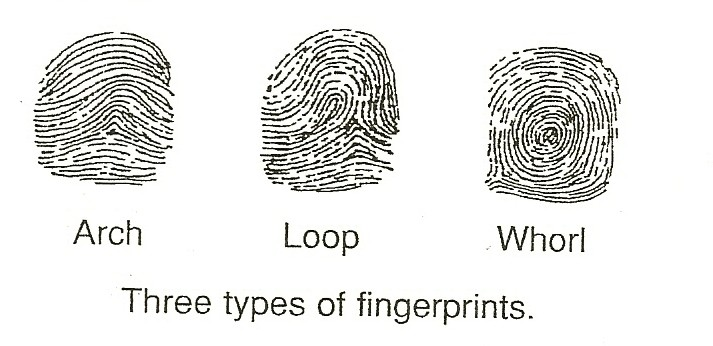 Arch Loop Whorl
Three types of fingerprints.